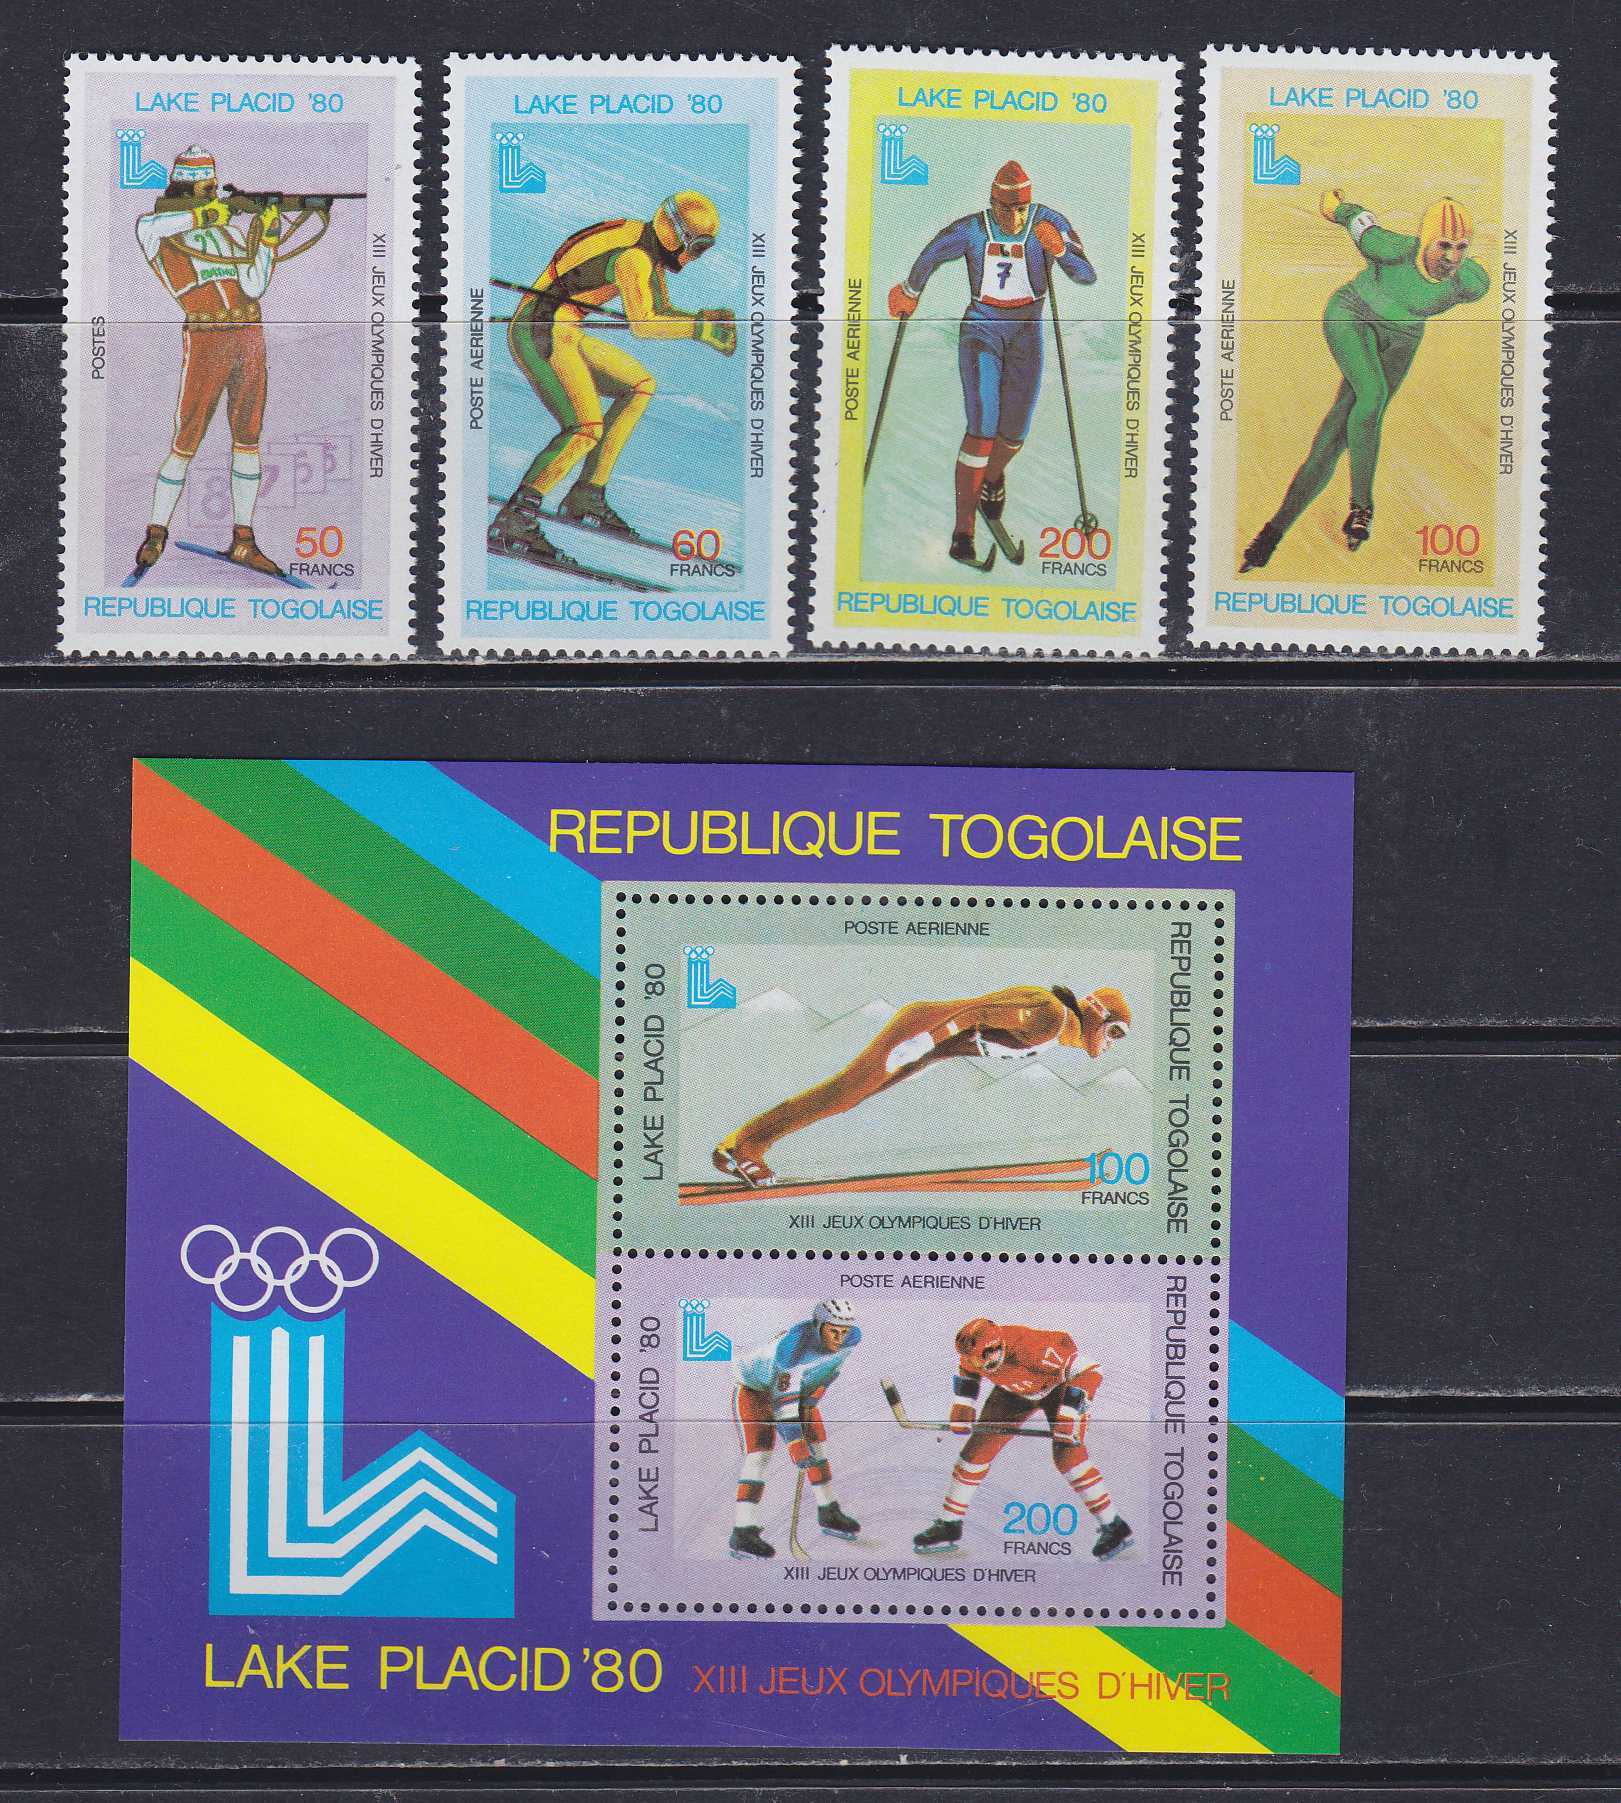 LAKE PLACID '80
XIII JEUX OLYMPIQUES D'HIVER
POSTES
21
8765
50
FRANCS
REPUBLIQUE TOGOLAISE
LAKE PLACID '80
POSTE AERIENNE
XIII JEUX OLYMPIQUES D'HIVER
60
FRANCS
REPUBLIQUE TOGOLAISE
LAKE PLACID '80
POSTE AERIENNE
XIII JEUX OLYMPIQUES D'HIVER
7
200
FRANCS
REPUBLIQUE TOGOLAISE
LAKE PLACID '80
POSTE AERIENNE
XIII JEUX OLYMPIQUES D'HIVER
100
FRANCS
REPUBLIQUE TOGOLAISE
REPUBLIQUE TOGOLAISE
POSTE AERIENNE
LAKE PLACID '80
REPUBLIQUE TOGOLAISE
100
FRANCS
XIII JEUX OLYMPIQUES D'HIVER
POSTE AERIENNE
LAKE PLACID '80
REPUBLIQUE TOGOLAISE
8
17
200
FRANCS
XIII JEUX OLYMPIQUES D'HIVER
LAKE PLACID '80
XIII JEUX OLYMPIQUES D'HIVER